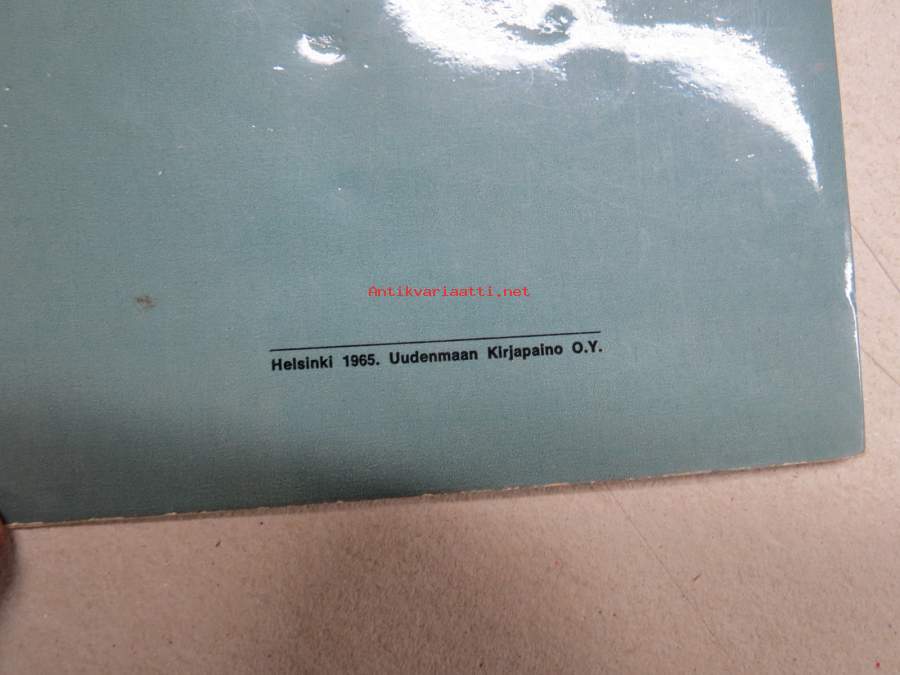 Antikvariaatti.net
Helsinki 1965. Uudenmaan Kirjapaino O.Y.